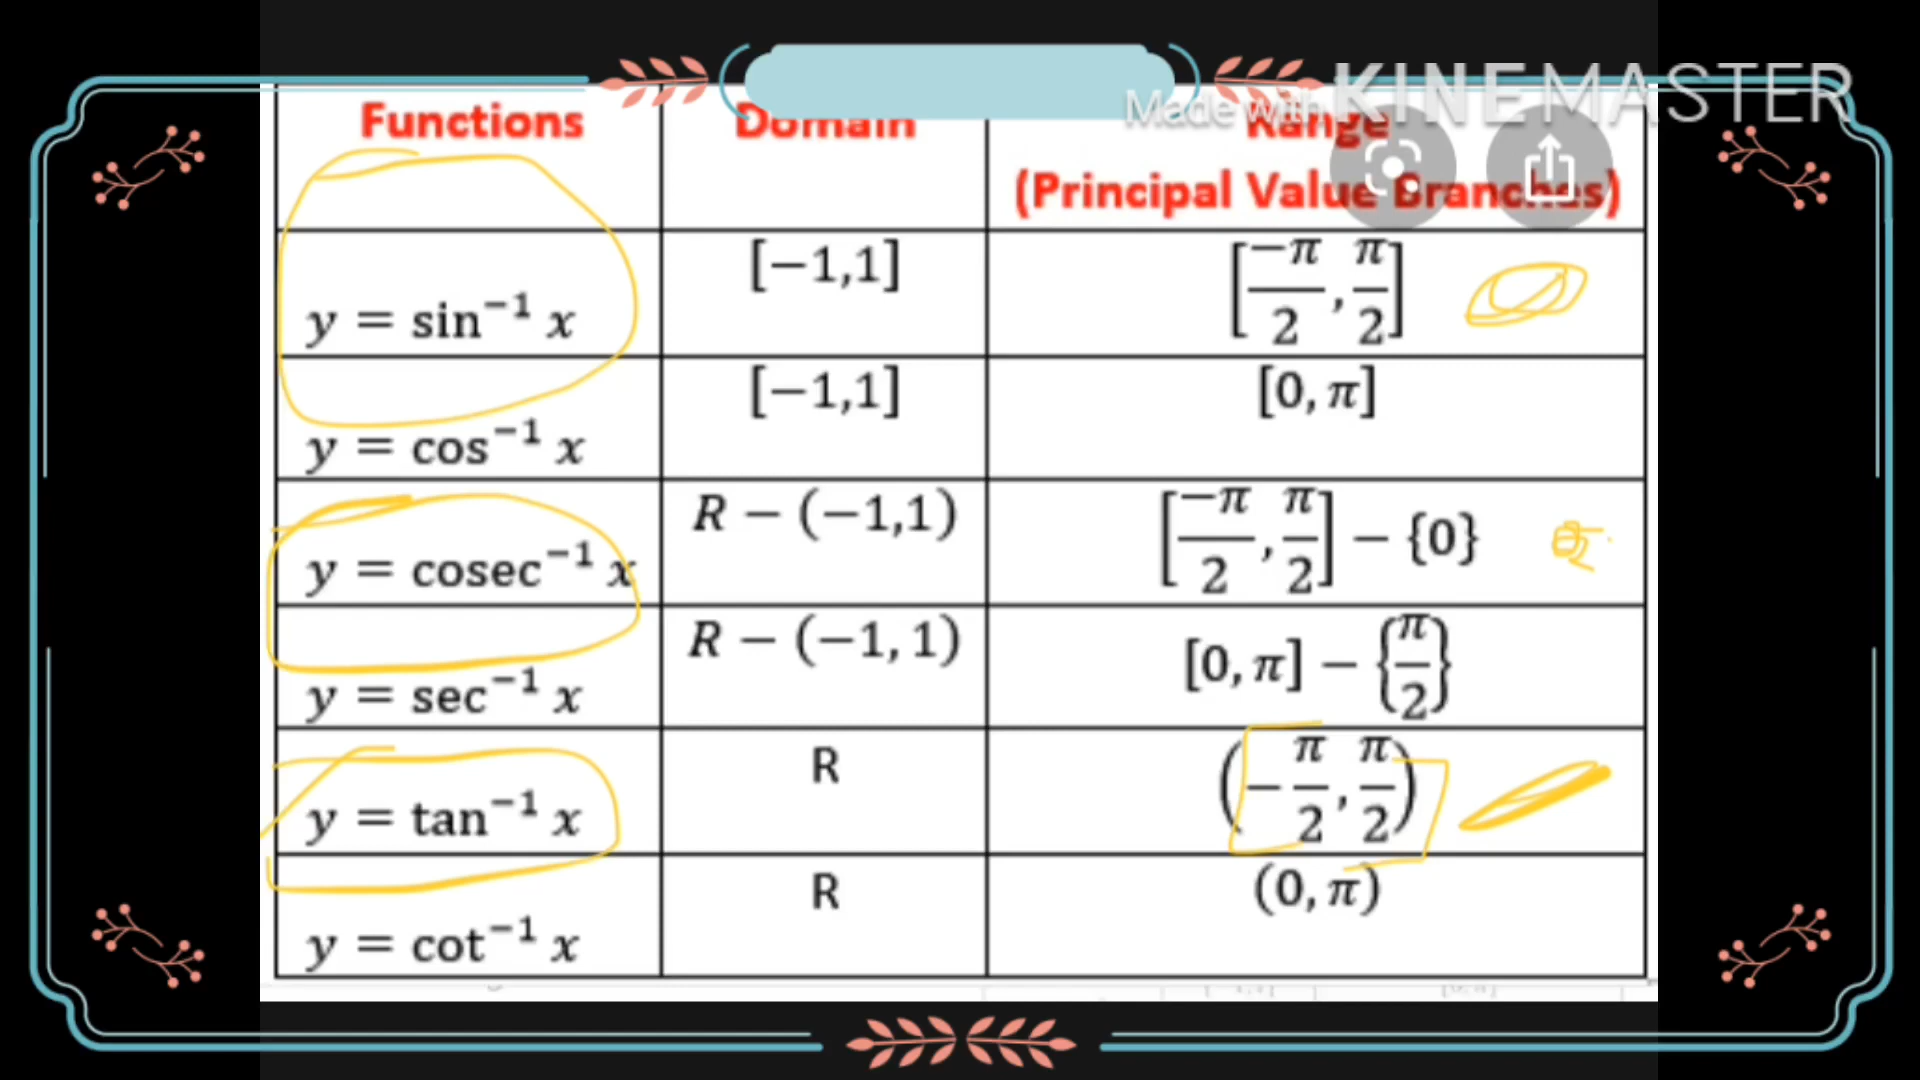 Made with KINEMASTER
Functions Domain Range
(Principal Value Branches)
y = sin⁻¹ x [−1,1] [−π/2, π/2]
y = cos⁻¹ x [−1,1] [0, π]
y = cosec⁻¹ x R − (−1,1) [−π/2, π/2] − {0}
y = sec⁻¹ x R − (−1, 1) [0, π] − {π/2}
y = tan⁻¹ x R (−π/2, π/2)
y = cot⁻¹ x R (0, π)